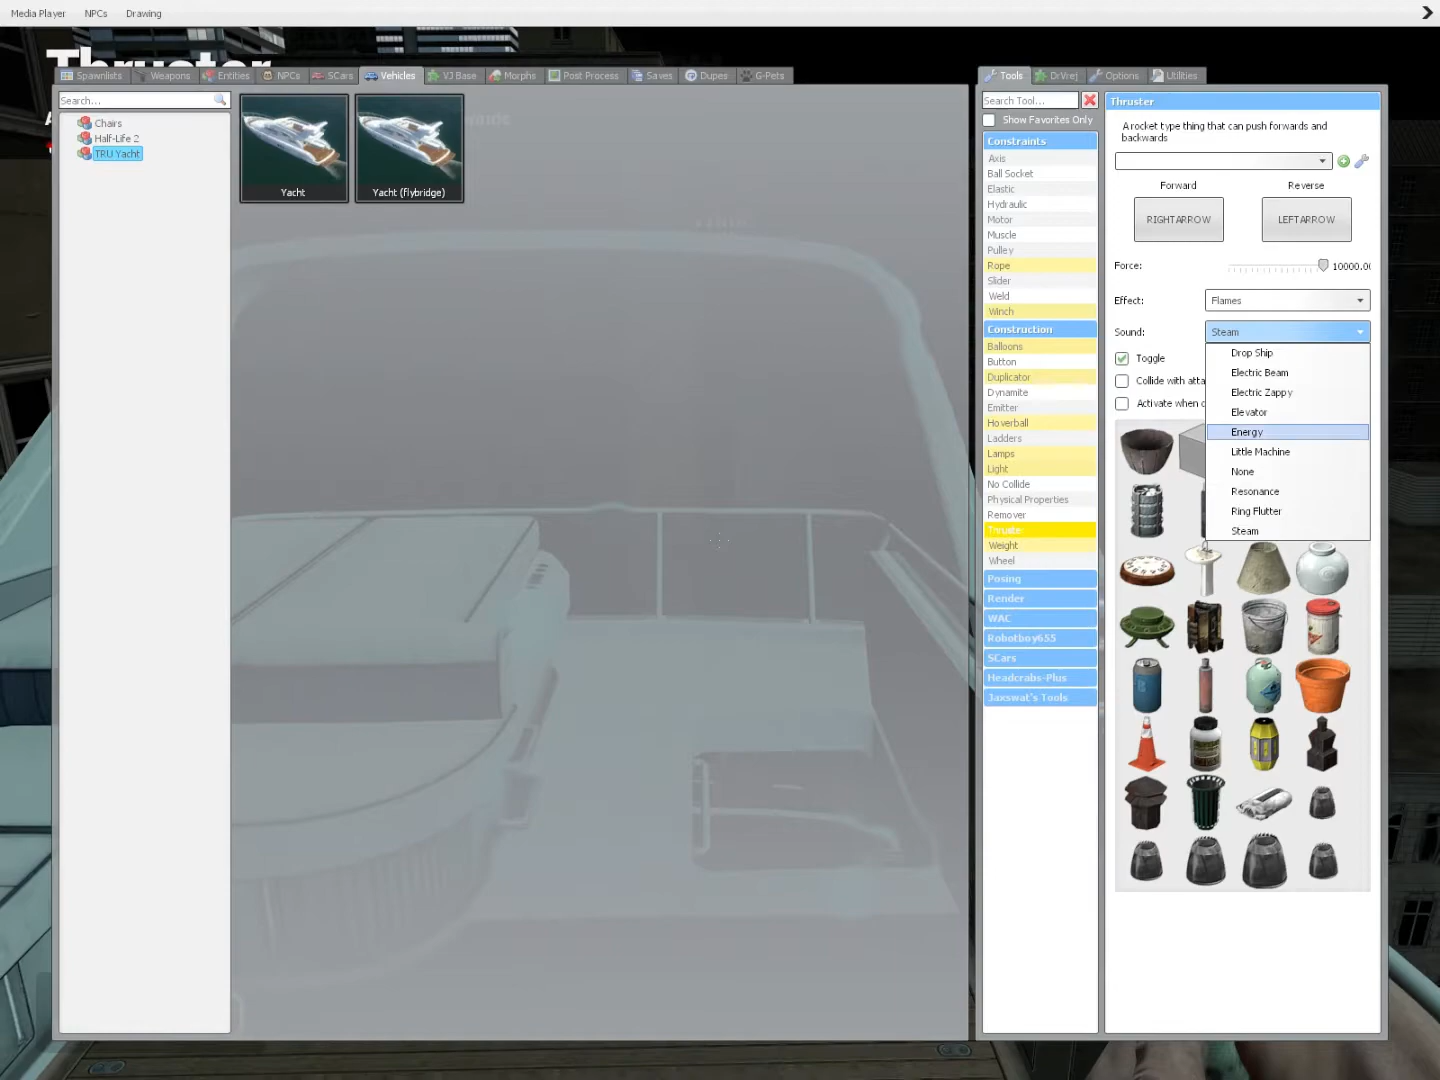 Media Player NPCs Drawing
Thruster
Spawnlists Weapons Entities NPCs SCars Vehicles VJ Base Morphs Post Process Saves Dupes G-Pets
Tools DrVrej Options Utilities
Search...
Chairs
Half-Life 2
TRU Yacht
Yacht
Yacht (flybridge)
Search Tool...
Show Favorites Only
Constraints
Axis
Ball Socket
Elastic
Hydraulic
Motor
Muscle
Pulley
Rope
Slider
Weld
Winch
Construction
Balloons
Button
Duplicator
Dynamite
Emitter
Hoverball
Ladders
Lamps
Light
No Collide
Physical Properties
Remover
Thruster
Weight
Wheel
Posing
Render
WAC
Robotboy655
SCars
Headcrabs-Plus
Jaxswat's Tools
Thruster
A rocket type thing that can push forwards and
backwards
Forward Reverse
RIGHTARROW LEFTARROW
Force: 10000.0
Effect: Flames
Sound: Steam
Toggle
Collide with atta
Activate when
Drop Ship
Electric Beam
Electric Zappy
Elevator
Energy
Little Machine
None
Resonance
Ring Flutter
Steam